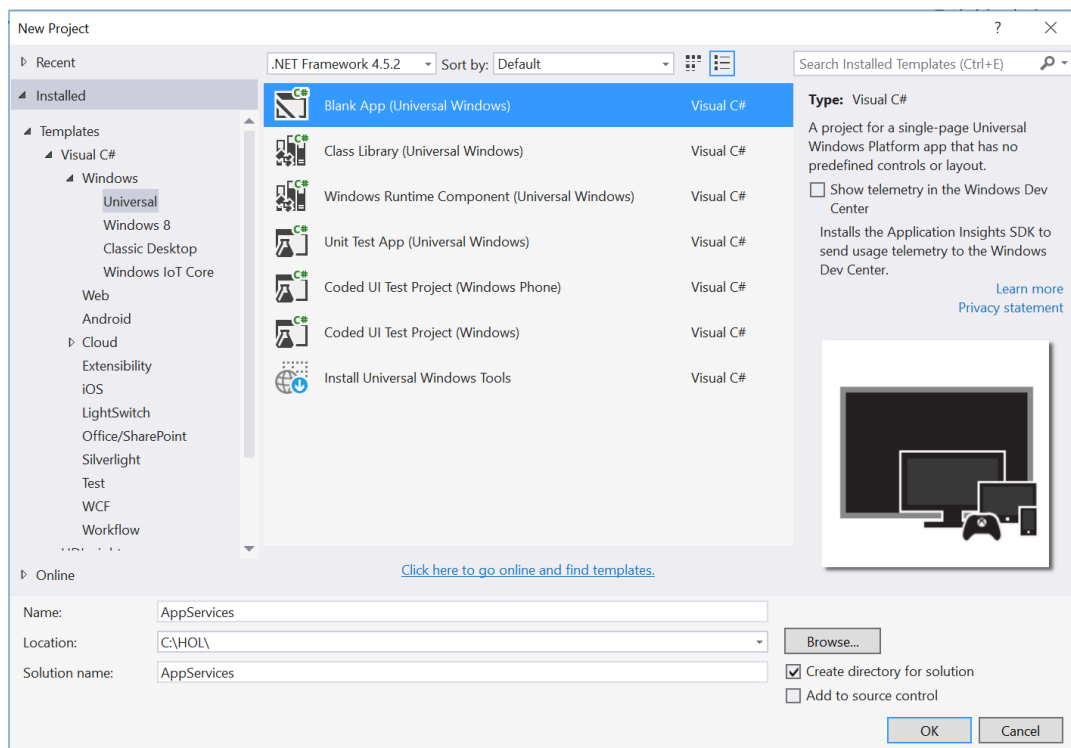 New Project
?
Recent
.NET Framework 4.5.2
Sort by:
Default
Search Installed Templates (Ctrl+E)
Installed
Templates
Visual C#
Windows
Universal
Windows 8
Classic Desktop
Windows IoT Core
Web
Android
Cloud
Extensibility
iOS
LightSwitch
Office/SharePoint
Silverlight
Test
WCF
Workflow
Online
C# Blank App (Universal Windows) Visual C#
C# Class Library (Universal Windows) Visual C#
C# Windows Runtime Component (Universal Windows) Visual C#
C# Unit Test App (Universal Windows) Visual C#
C# Coded UI Test Project (Windows Phone) Visual C#
C# Coded UI Test Project (Windows) Visual C#
Install Universal Windows Tools Visual C#
Click here to go online and find templates.
Type: Visual C#
A project for a single-page Universal
Windows Platform app that has no
predefined controls or layout.
Show telemetry in the Windows Dev
Center
Installs the Application Insights SDK to
send usage telemetry to the Windows
Dev Center.
Learn more
Privacy statement
Name: AppServices
Location: C:\HOL\
Browse...
Solution name: AppServices
Create directory for solution
Add to source control
OK
Cancel